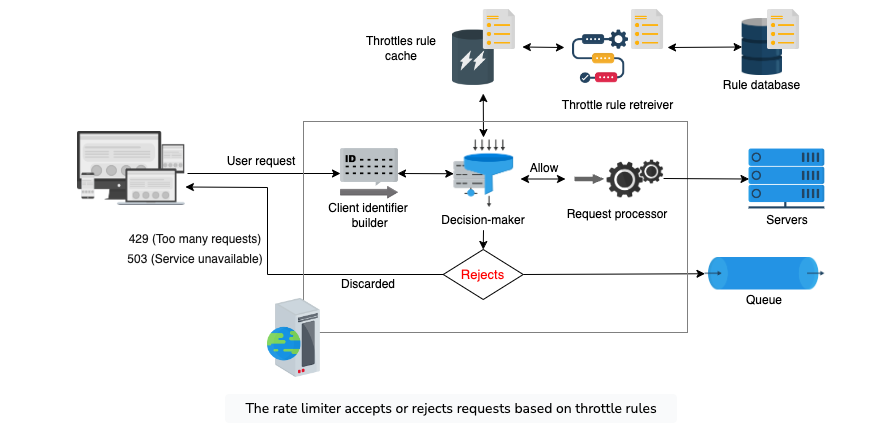 Throttles rule
cache
Throttle rule retreiver
Rule database
User request
ID
Client identifier
builder
Decision-maker
Allow
Request processor
Servers
429 (Too many requests)
503 (Service unavailable)
Discarded
Rejects
Queue
The rate limiter accepts or rejects requests based on throttle rules